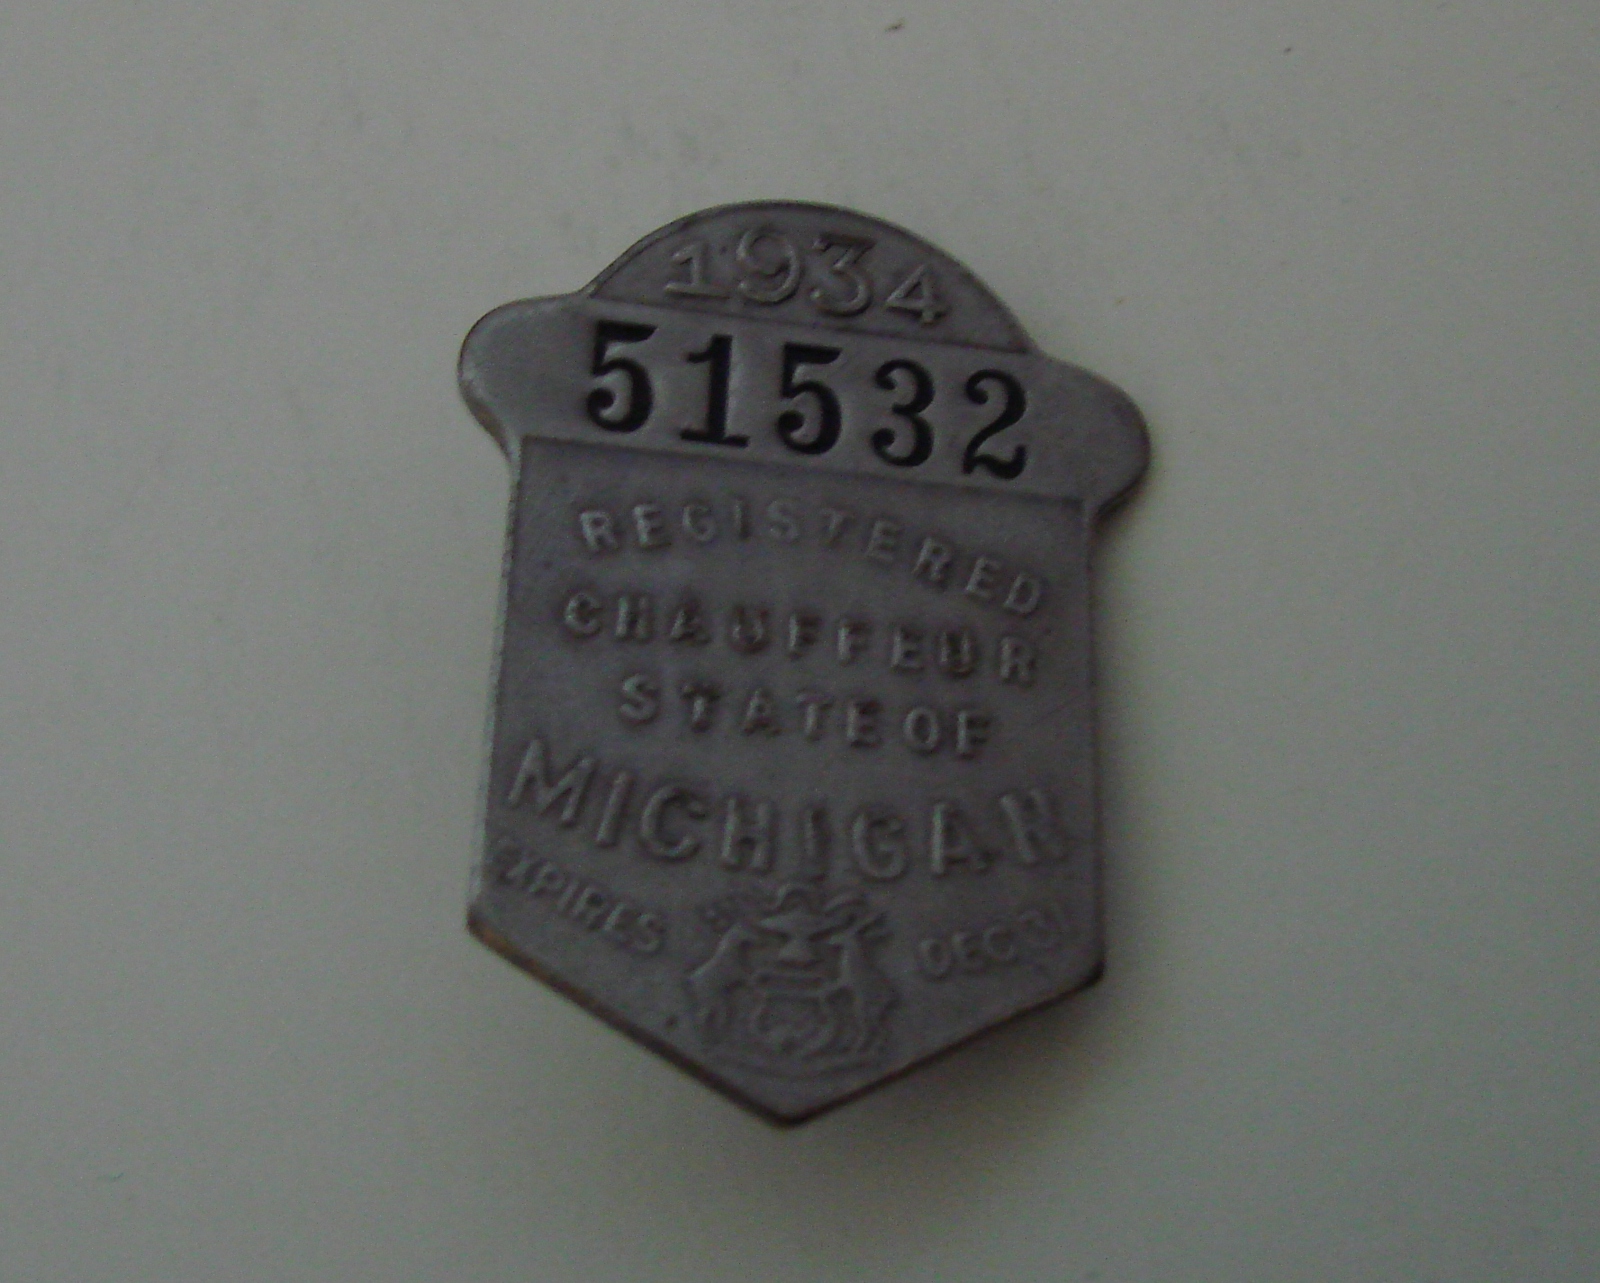 1934
51532
REGISTERED
CHAUFFEUR
STATE OF
MICHIGAN
EXPIRES DEC 31